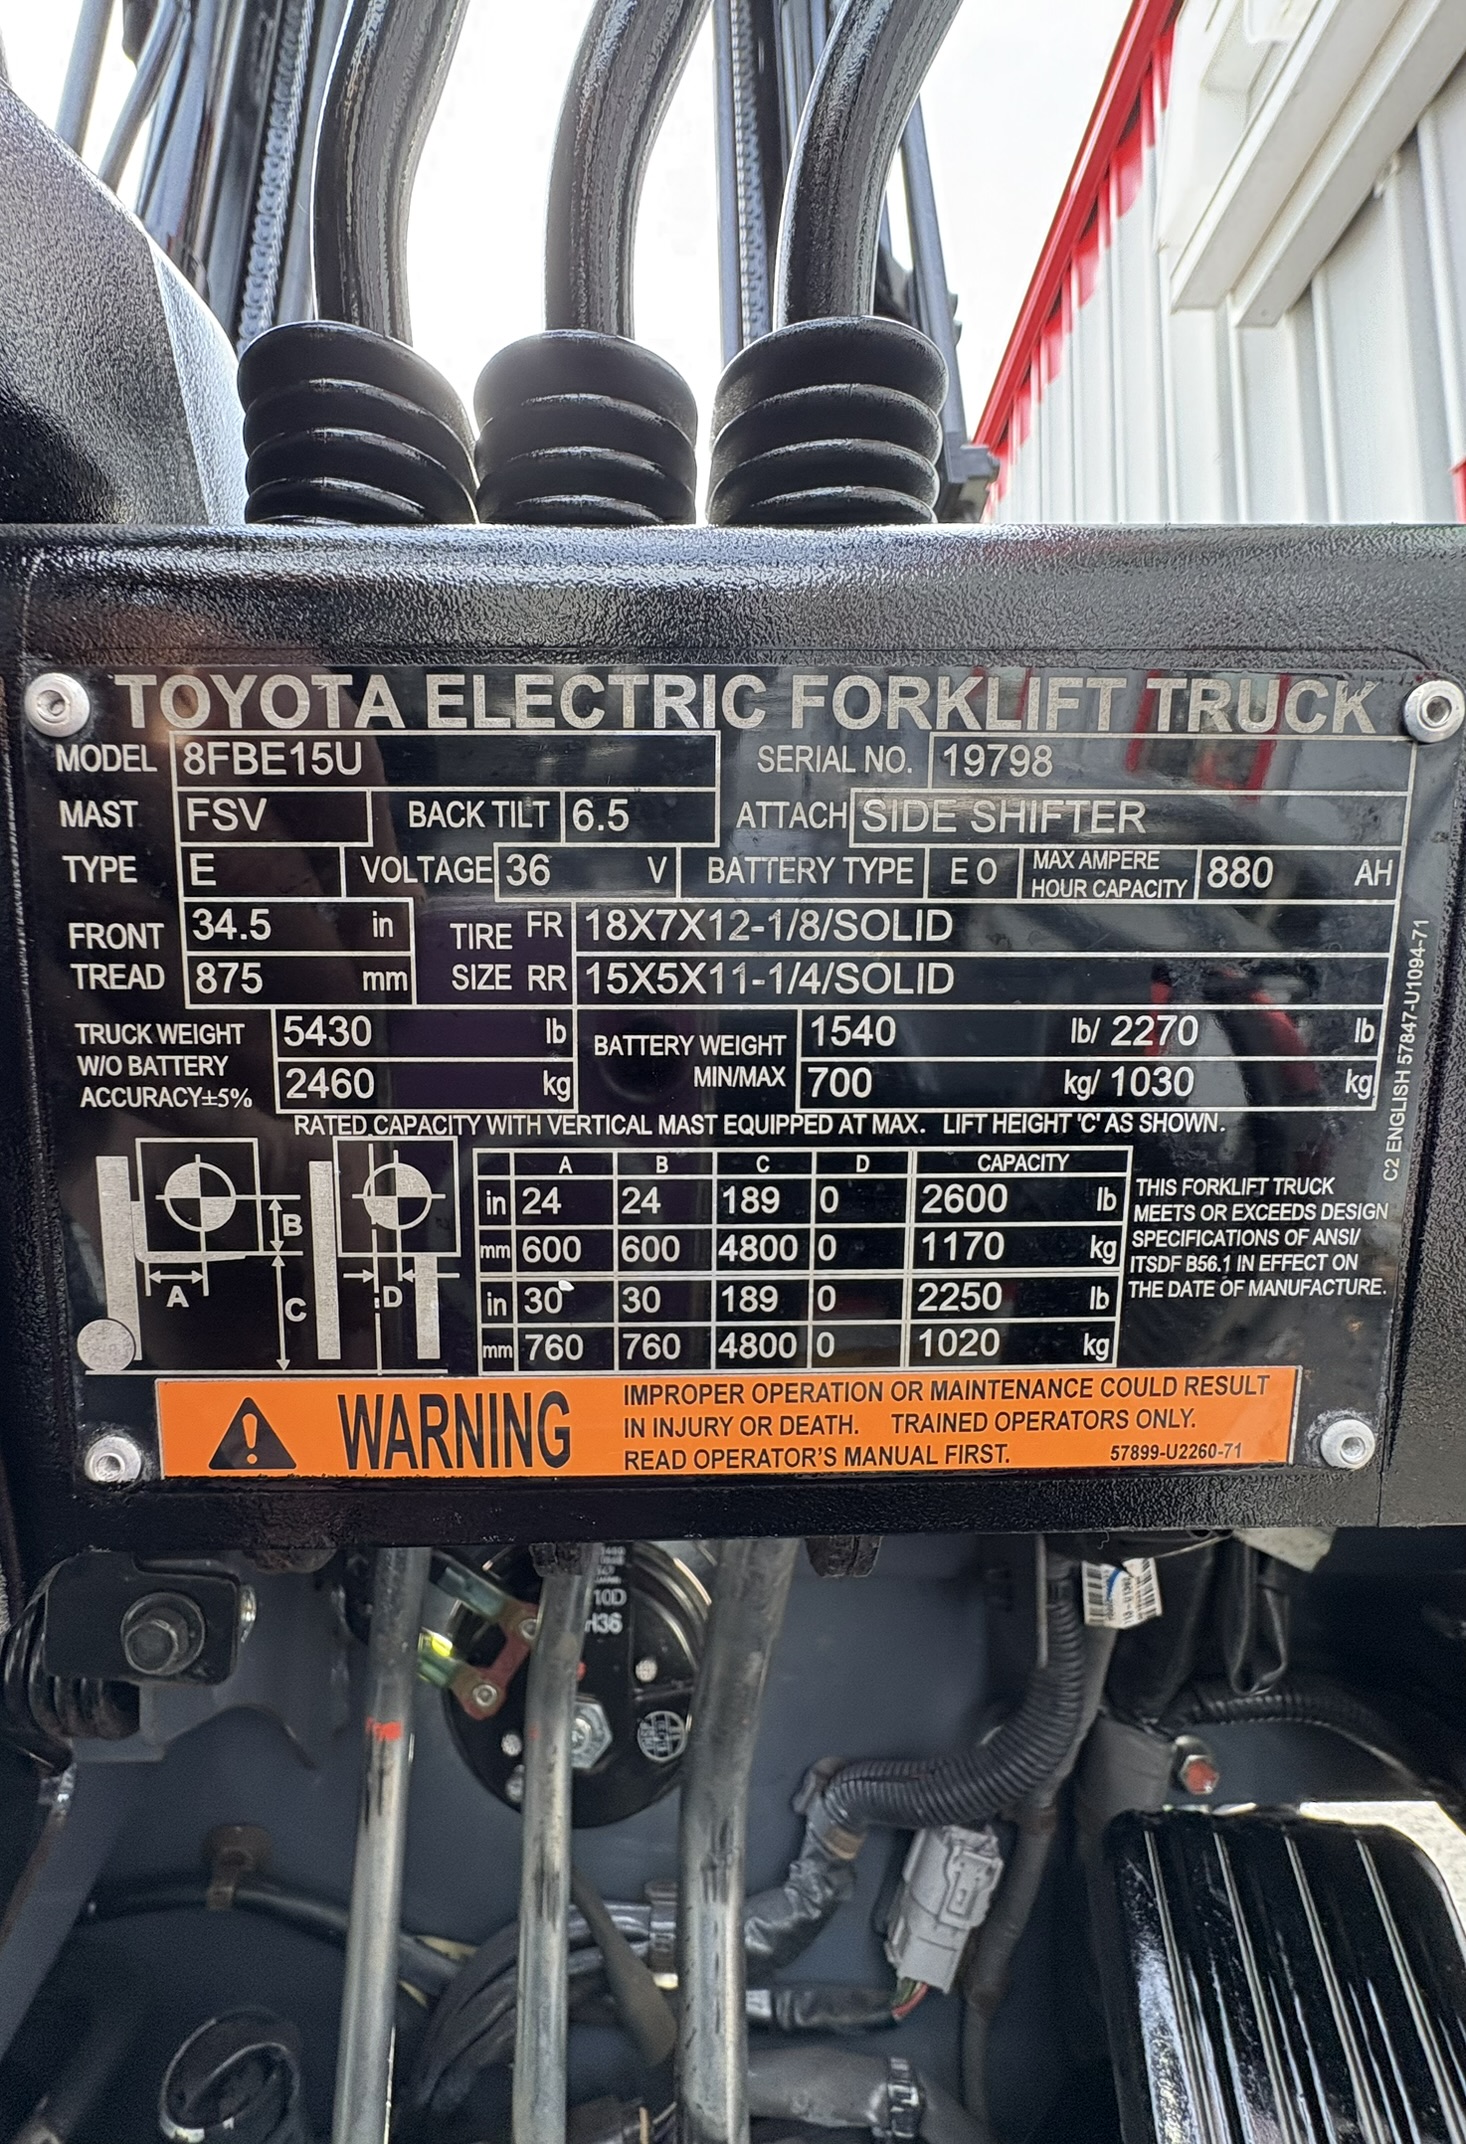 TOYOTA ELECTRIC FORKLIFT TRUCK
MODEL 8FBE15U SERIAL NO. 19798
MAST FSV BACK TILT 6.5 ATTACH SIDE SHIFTER
TYPE E VOLTAGE 36 V BATTERY TYPE E O MAX AMPERE HOUR CAPACITY 880 AH
FRONT TREAD 34.5 in TIRE SIZE FR 18X7X12-1/8/SOLID
875 mm RR 15X5X11-1/4/SOLID
TRUCK WEIGHT 5430 lb BATTERY WEIGHT 1540 lb/ 2270 lb
W/O BATTERY
ACCURACY±5% 2460 kg MIN/MAX 700 kg/ 1030 kg
RATED CAPACITY WITH VERTICAL MAST EQUIPPED AT MAX. LIFT HEIGHT 'C' AS SHOWN.
A B C D CAPACITY
in 24 24 189 0 2600 lb
mm 600 600 4800 0 1170 kg
in 30 30 189 0 2250 lb
mm 760 760 4800 0 1020 kg
B
A
C
D
THIS FORKLIFT TRUCK
MEETS OR EXCEEDS DESIGN
SPECIFICATIONS OF ANSI/
ITSDF B56.1 IN EFFECT ON
THE DATE OF MANUFACTURE.
C2 ENGLISH 57847-U1094-71
WARNING
IMPROPER OPERATION OR MAINTENANCE COULD RESULT
IN INJURY OR DEATH. TRAINED OPERATORS ONLY.
READ OPERATOR'S MANUAL FIRST. 57899-U2260-71
10D
H36